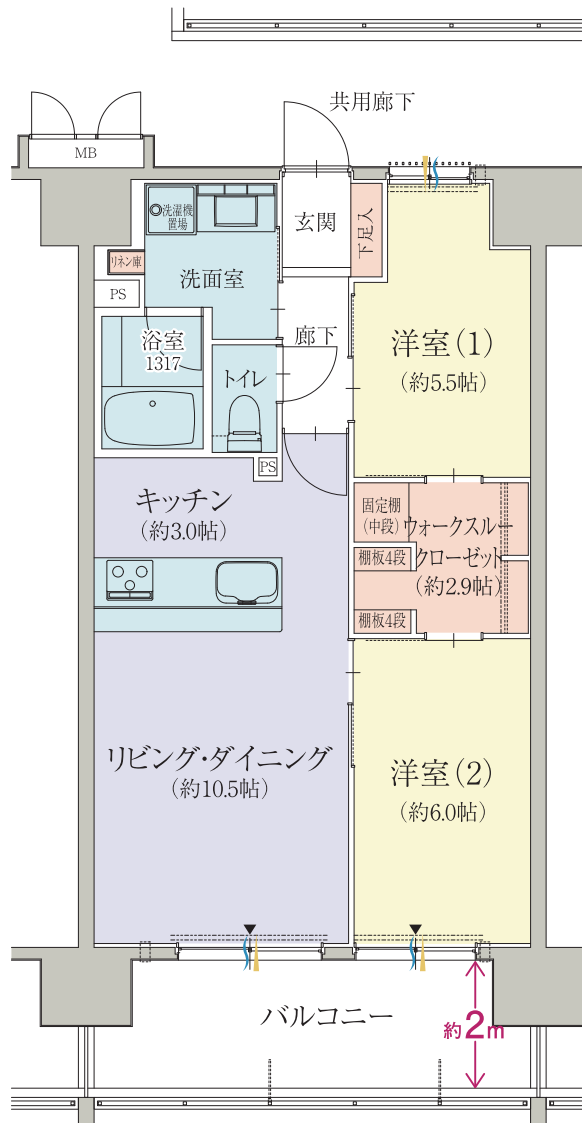 共用廊下
MB
洗濯機
置場
玄関
下足入
リネン庫
洗面室
PS
廊下
浴室
1317
トイレ
洋室(1)
(約5.5帖)
PS
キッチン
(約3.0帖)
固定棚
(中段)
ウォークスルー
クローゼット
(約2.9帖)
棚板4段
棚板4段
リビング・ダイニング
(約10.5帖)
洋室(2)
(約6.0帖)
バルコニー
約2m